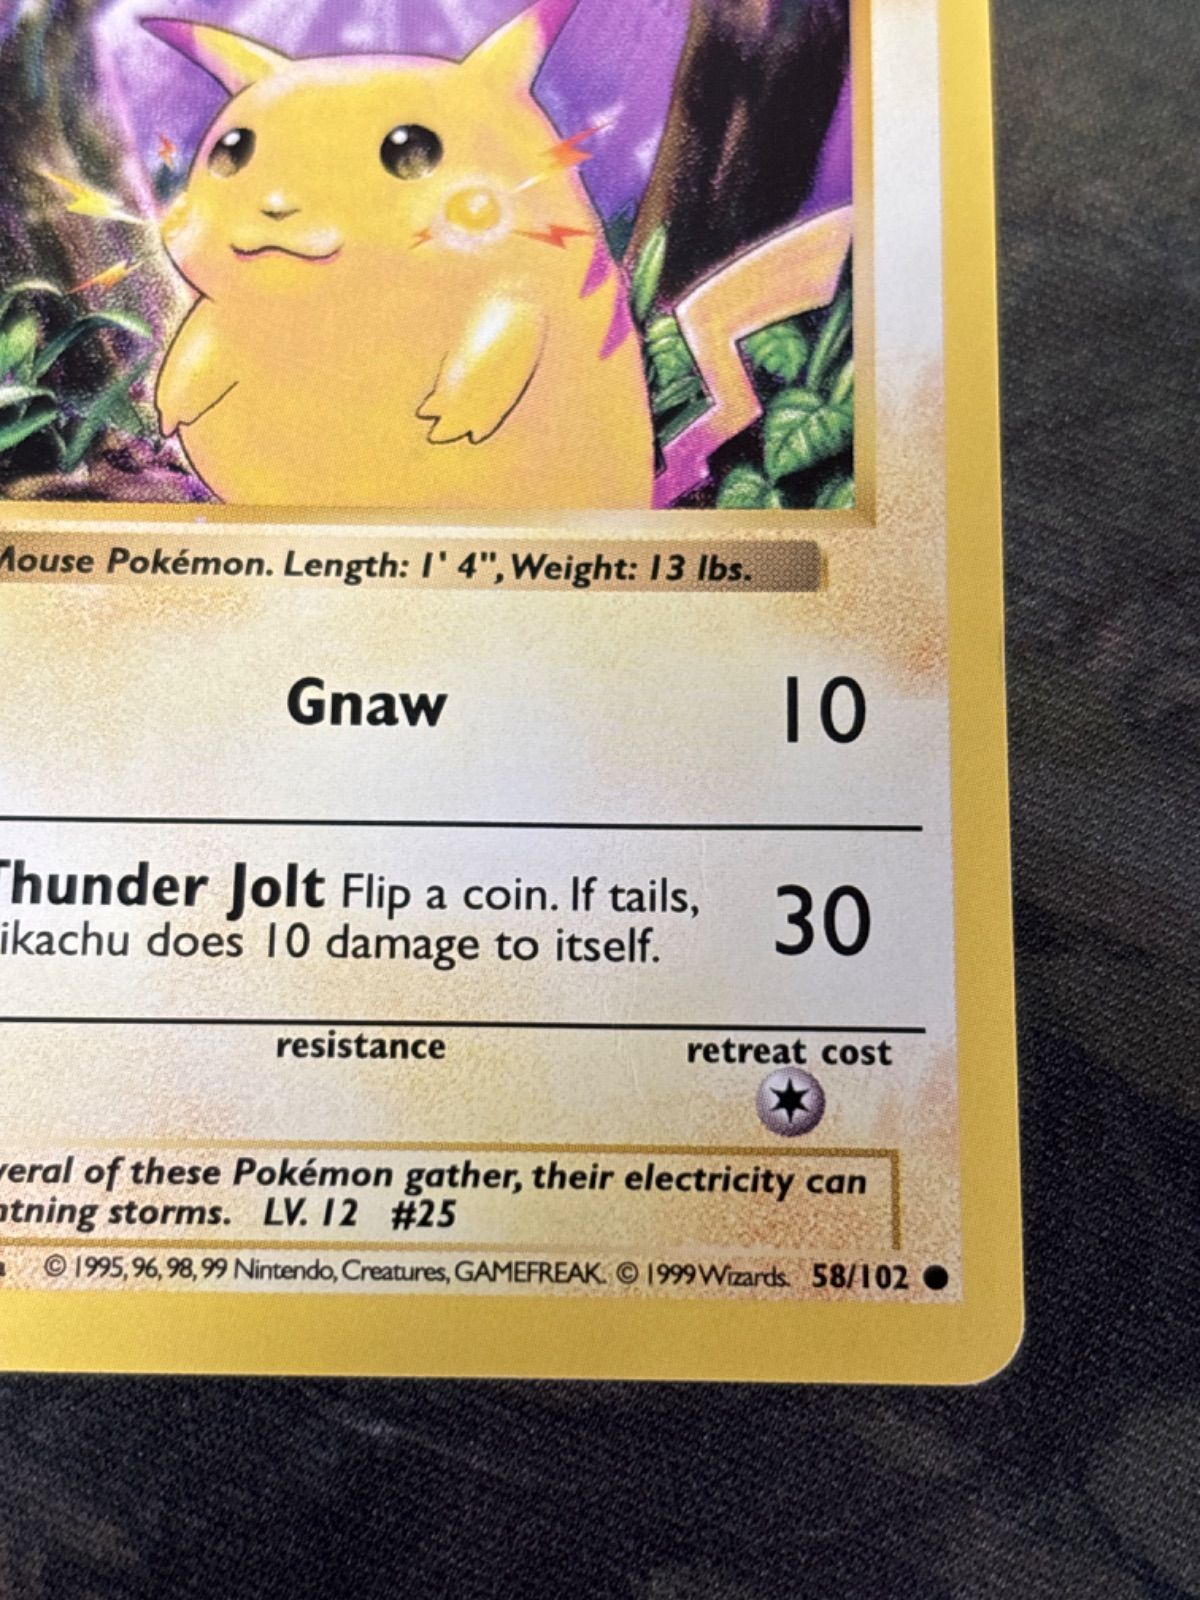 Mouse Pokémon. Length: 1' 4", Weight: 13 lbs.
Gnaw 10
Thunder Jolt Flip a coin. If tails,
ikachu does 10 damage to itself. 30
resistance retreat cost
veral of these Pokémon gather, their electricity can
htning storms. LV. 12 #25
© 1995, 96, 98, 99 Nintendo, Creatures, GAMEFREAK. © 1999 Wizards. 58/102